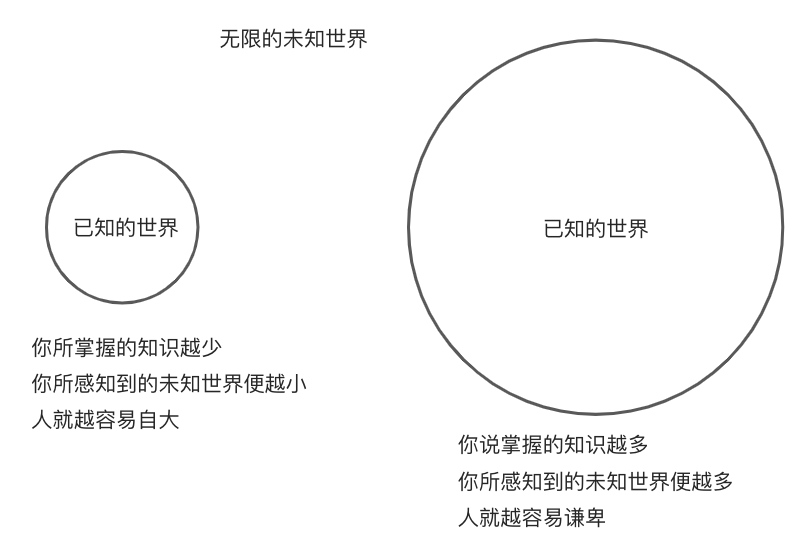 无限的未知世界
已知的世界
你所掌握的知识越少
你所感知到的未知世界便越小
人就越容易自大
已知的世界
你说掌握的知识越多
你所感知到的未知世界便越多
人就越容易谦卑